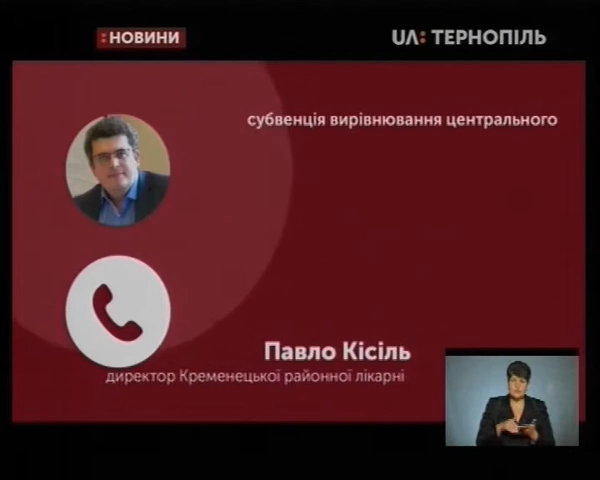 :НОВИНИ
UA: ТЕРНОПІЛЬ
субвенція вирівнювання центрального
Павло Кісіль
директор Кременецької районної лікарні